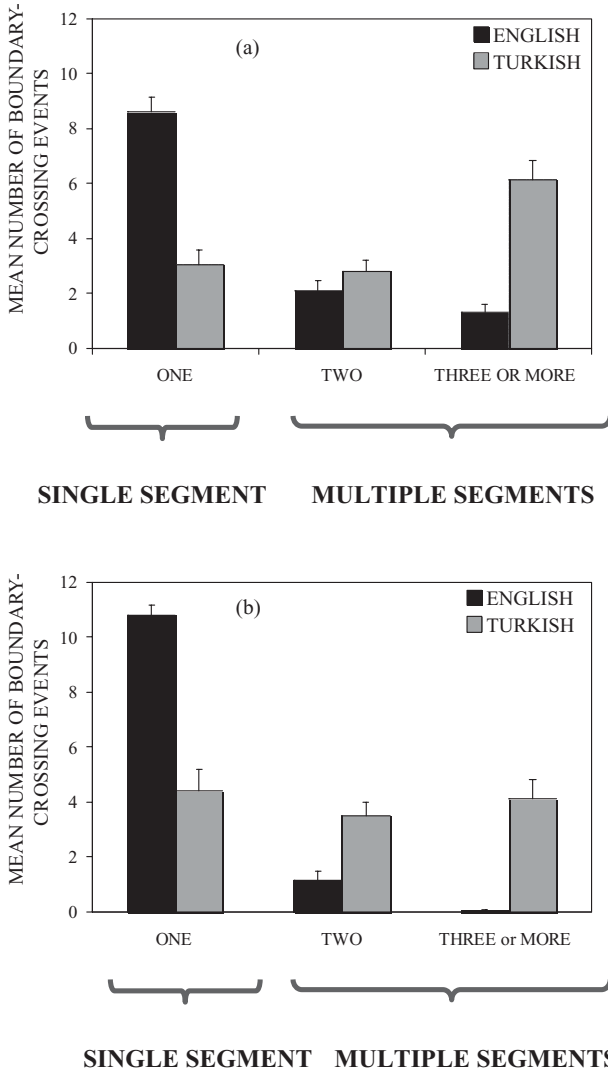 12
10
8
6
4
2
0
MEAN NUMBER OF BOUNDARY-
CROSSING EVENTS
(a)
ENGLISH
TURKISH
ONE TWO THREE OR MORE
SINGLE SEGMENT MULTIPLE SEGMENTS
12
10
8
6
4
2
0
MEAN NUMBER OF BOUNDARY-
CROSSING EVENTS
(b)
ENGLISH
TURKISH
ONE TWO THREE or MORE
SINGLE SEGMENT MULTIPLE SEGMENTS